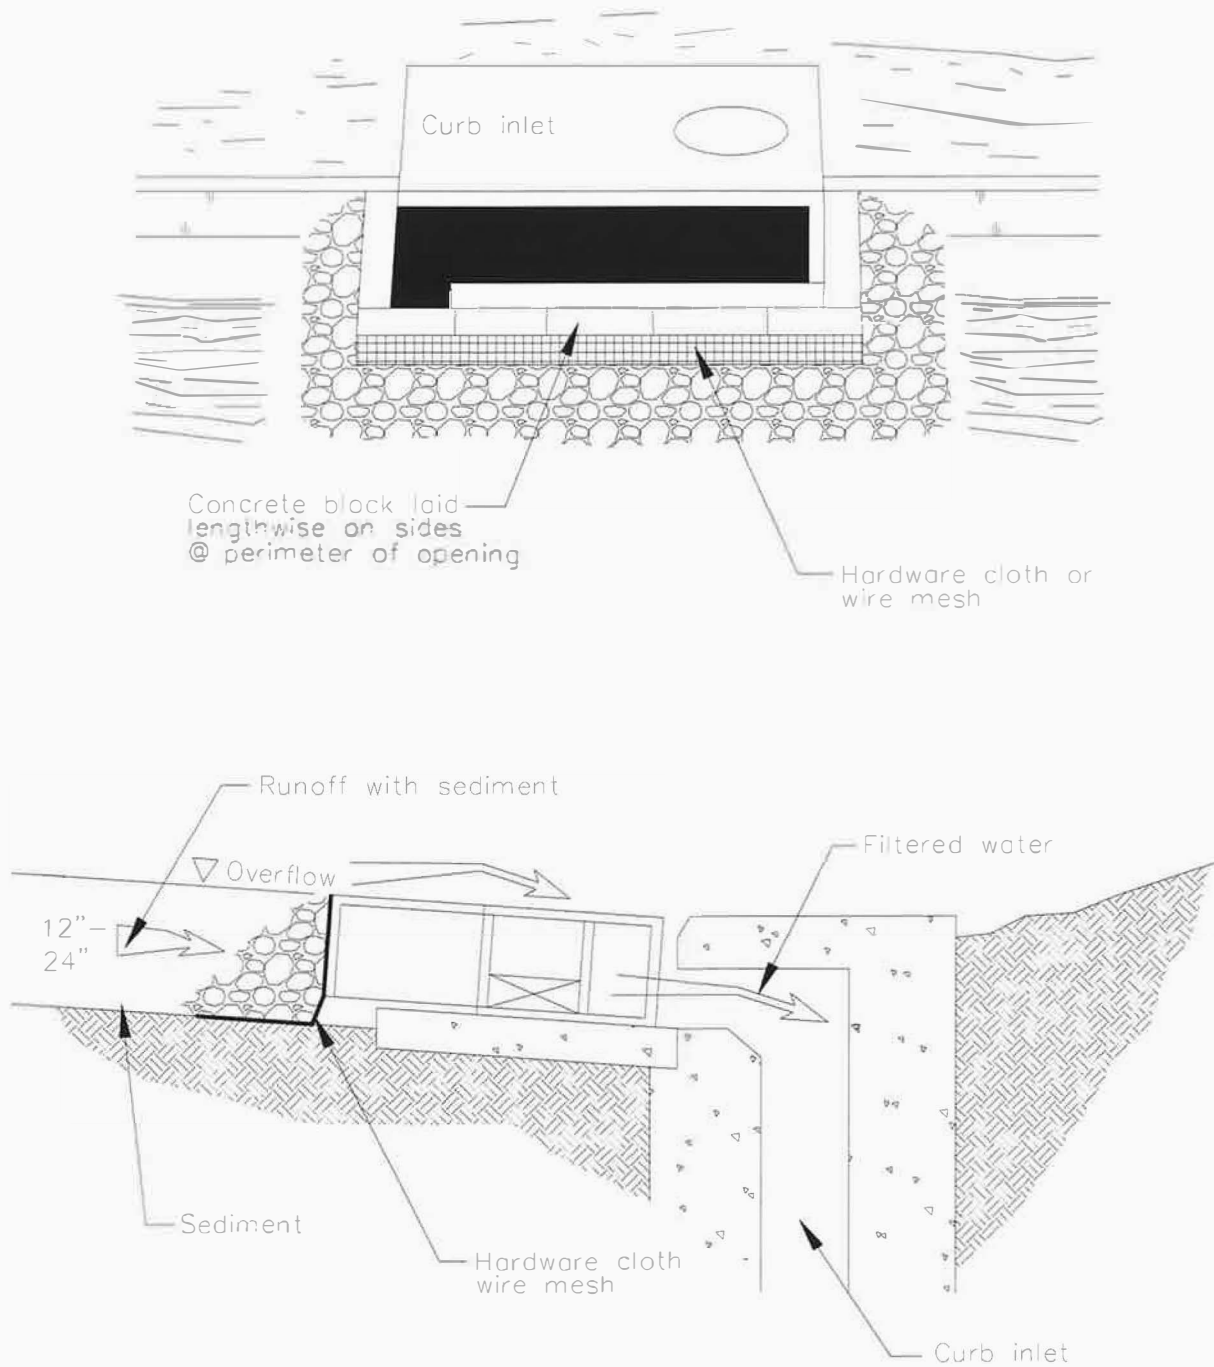 Curb inlet
Concrete block laid
lengthwise on sides
@ perimeter of opening
Hardware cloth or
wire mesh
Runoff with sediment
Filtered water
Overflow
12"–
24"
Sediment
Hardware cloth
wire mesh
Curb inlet